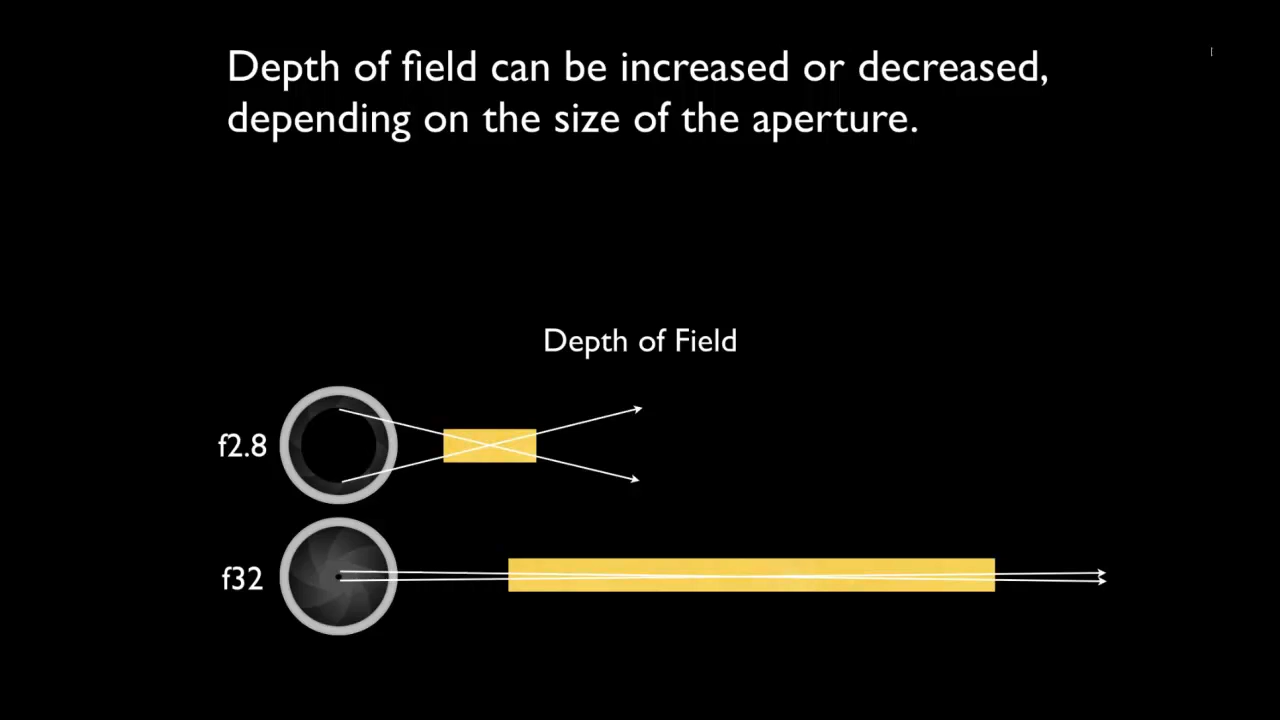 Depth of field can be increased or decreased,
depending on the size of the aperture.
Depth of Field
f2.8
f32